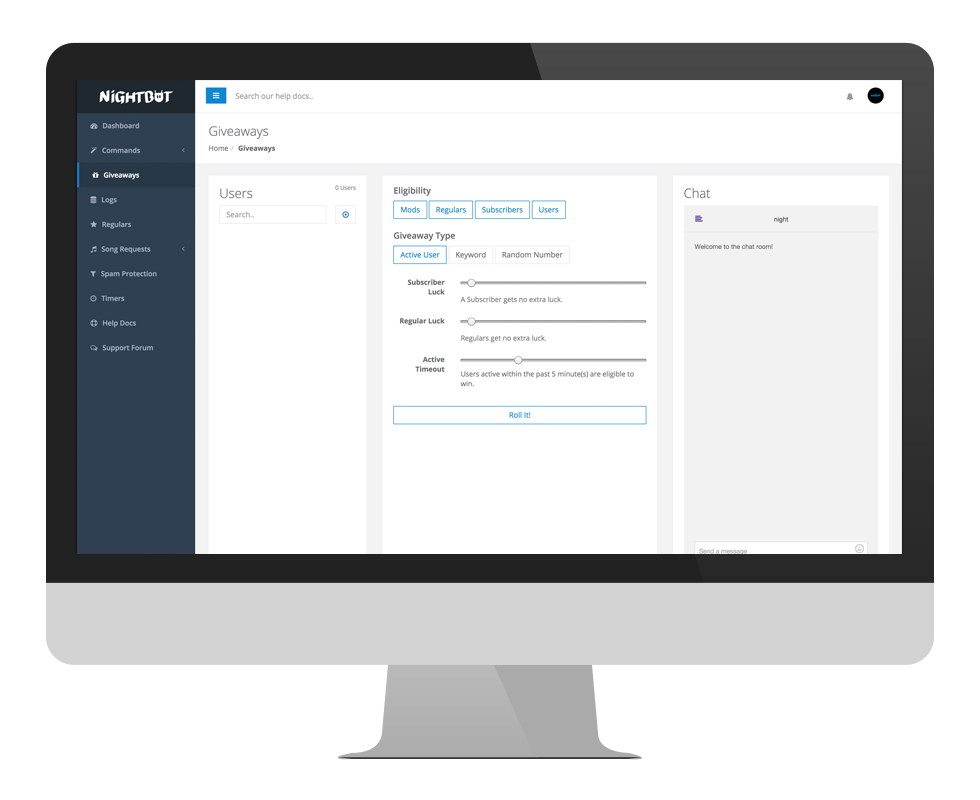 NIGHTBOT
Search our help docs..
Dashboard
Commands
Giveaways
Logs
Regulars
Song Requests
Spam Protection
Timers
Help Docs
Support Forum
Giveaways
Home / Giveaways
Users
0 Users
Search..
Eligibility
Mods Regulars Subscribers Users
Giveaway Type
Active User Keyword Random Number
Subscriber
Luck
A Subscriber gets no extra luck.
Regular Luck
Regulars get no extra luck.
Active
Timeout
Users active within the past 5 minute(s) are eligible to
win.
Roll It!
Chat
night
Welcome to the chat room!
Send a message